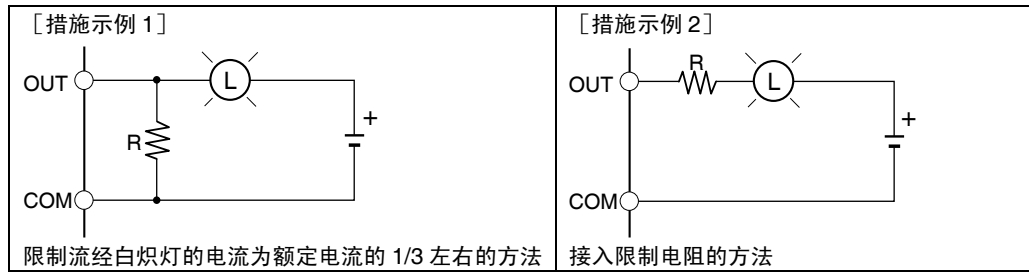 ［措施示例 1］
OUT
L
R
+
COM
限制流经白炽灯的电流为额定电流的 1/3 左右的方法
［措施示例 2］
OUT
R
L
+
COM
接入限制电阻的方法